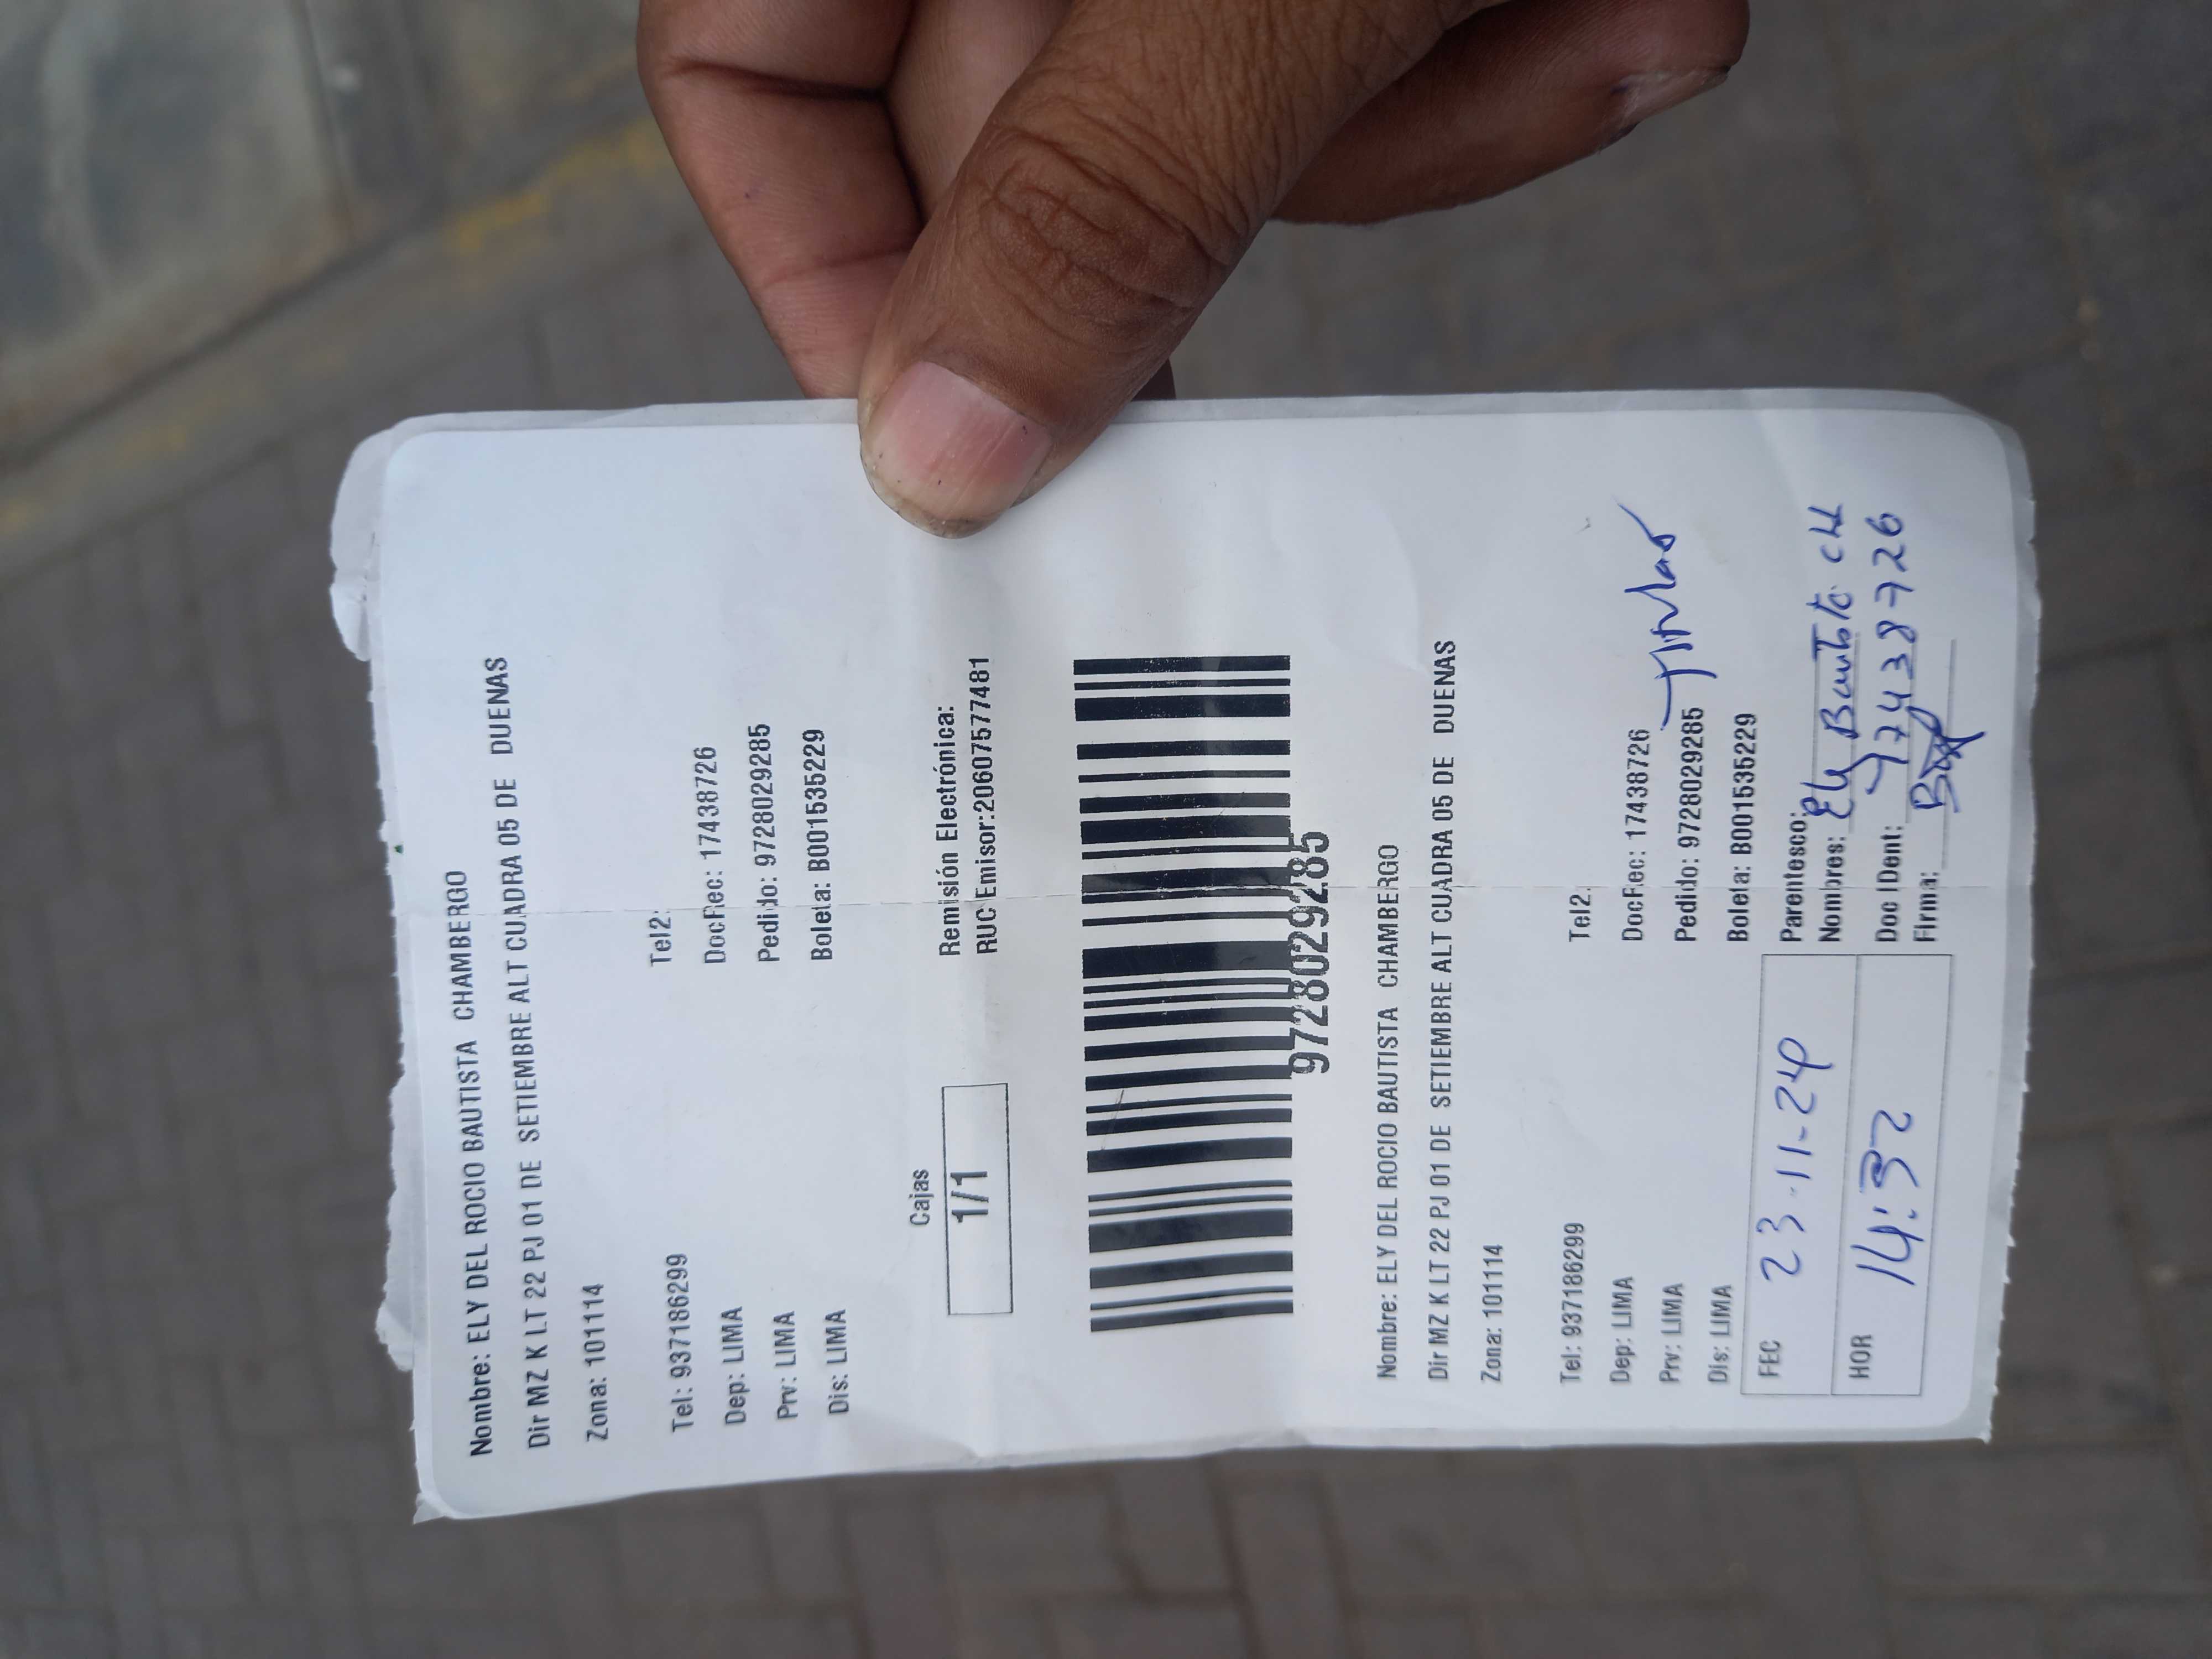 Nombre: ELY DEL ROCIO BAUTISTA CHAMBERGO
Dir MZ K LT 22 PJ 01 DE SETIEMBRE ALT CUADRA 05 DE DUENAS
Zona: 101114
Tel2:
Tel: 937186299 DocRec: 17438726
Dep: LIMA Pedido: 97280029285
Prv: LIMA Boleta: B001535229
Dis: LIMA
Cajas Remisión Electrónica:
1/1 RUC Emisor:20607577481
97280029285
Nombre: ELY DEL ROCIO BAUTISTA CHAMBERGO
Dir MZ K LT 22 PJ 01 DE SETIEMBRE ALT CUADRA 05 DE DUENAS
Zona: 101114
Tel: 937186299 Tel2:
Dep: LIMA DocRec: 17438726
Prv: LIMA Pedido: 97280029285
Dis: LIMA Boleta: B001535229
FEC 23-11-24 Parentesco:
Nombres: Ely Bautista CH
HOR 14:32 Doc IDent: 17438726
Firma: